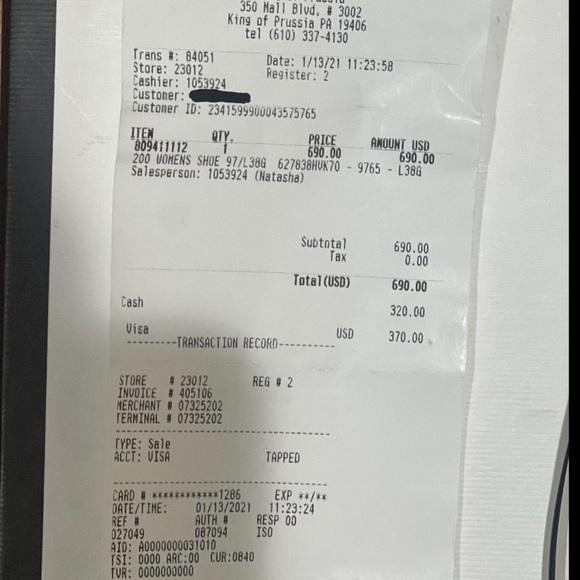 350 Mall Blvd, # 3002
King of Prussia PA 19406
tel (610) 337-4130
Trans #: 84051 Date: 1/13/21 11:23:58
Store: 23012 Register: 2
Cashier: 1053924
Customer:
Customer ID: 2341599900043575765
ITEM QTY. PRICE AMOUNT USD
809411112 1 690.00 690.00
200 WOMENS SHOE 97/L38G 627838HVK70 - 9765 - L38G
Salesperson: 1053924 (Natasha)
Subtotal 690.00
Tax 0.00
Total(USD) 690.00
Cash 320.00
Visa USD 370.00
---------TRANSACTION RECORD----------
STORE # 23012 REG # 2
INVOICE # 405106
MERCHANT # 07325202
TERMINAL # 07325202
TYPE: Sale
ACCT: VISA TAPPED
CARD # ************1286 EXP **/**
DATE/TIME: 01/13/2021 11:23:24
REF # AUTH # RESP 00
027049 087094 ISO
AID: A0000000031010
TSI: 0000 ARC:00 CUR:0840
TVR: 0000000000